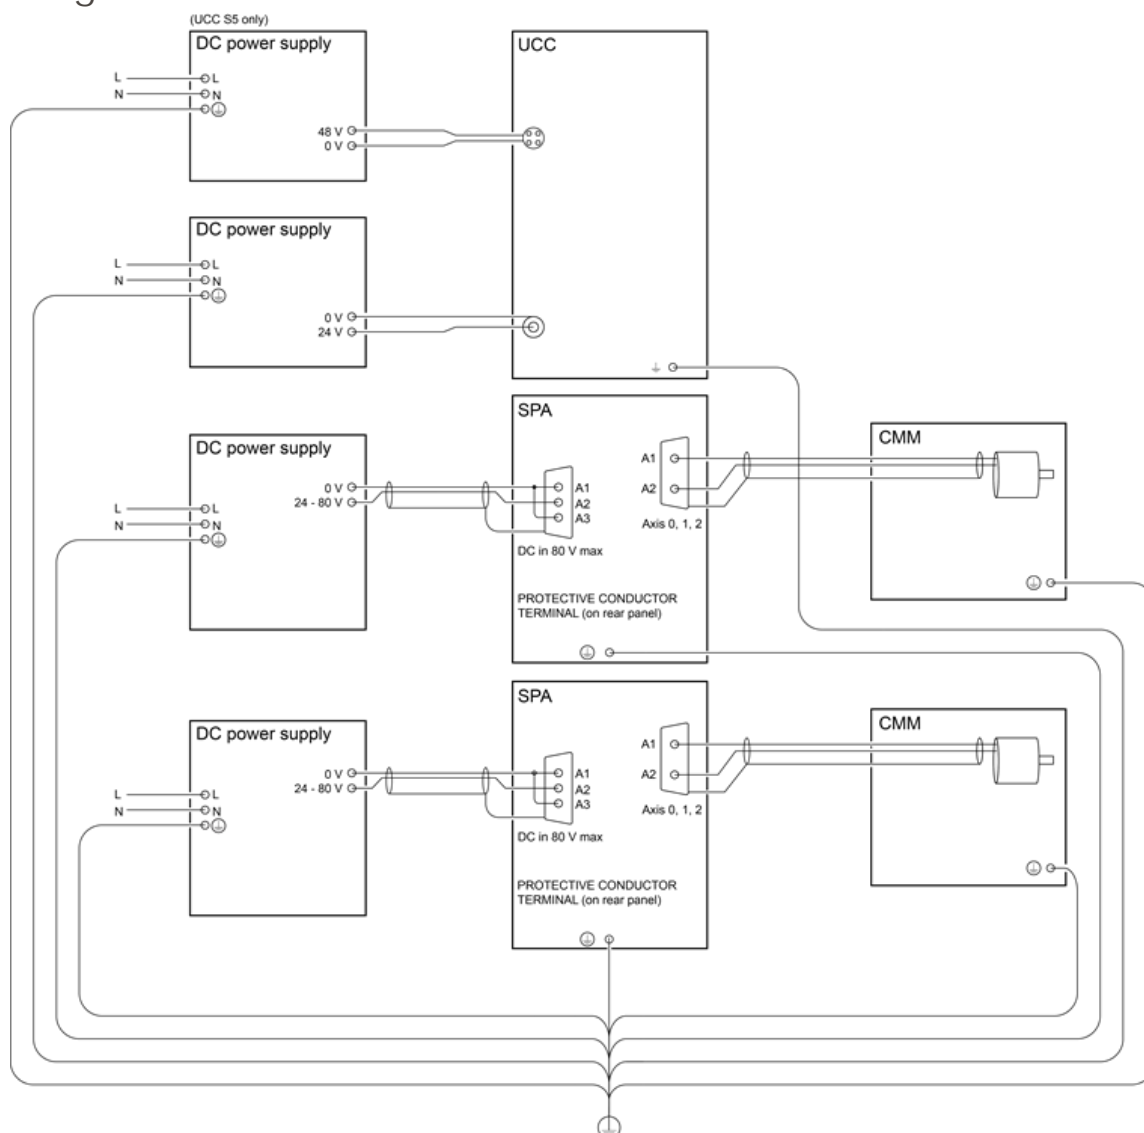 (UCC S5 only)
DC power supply
L
L
N
N
48 V
0 V
UCC
DC power supply
L
L
N
N
0 V
24 V
DC power supply
0 V
24 - 80 V
L
L
N
N
SPA
A1
A2
A3
DC in 80 V max
A1
A2
Axis 0, 1, 2
PROTECTIVE CONDUCTOR
TERMINAL (on rear panel)
CMM
DC power supply
0 V
24 - 80 V
L
L
N
N
SPA
A1
A2
A3
DC in 80 V max
A1
A2
Axis 0, 1, 2
PROTECTIVE CONDUCTOR
TERMINAL (on rear panel)
CMM